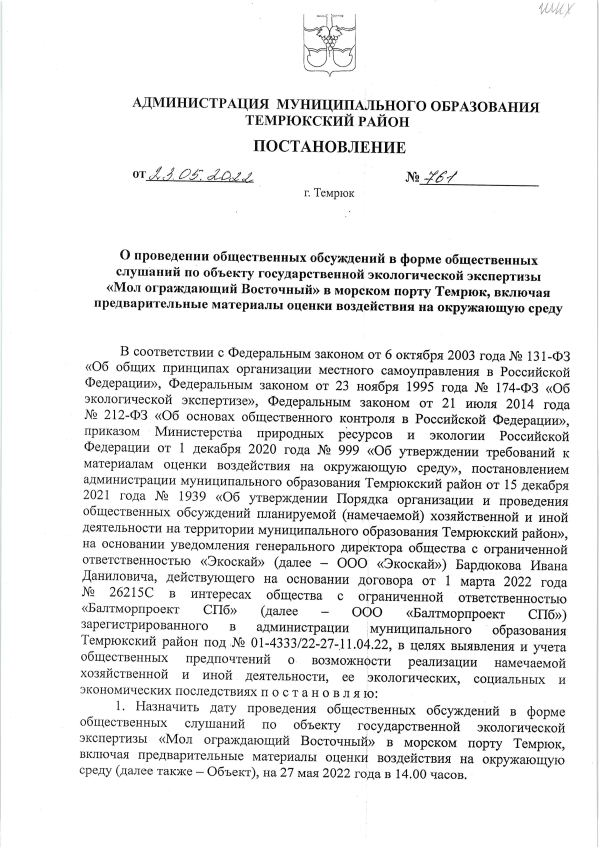 АДМИНИСТРАЦИЯ МУНИЦИПАЛЬНОГО ОБРАЗОВАНИЯ
ТЕМРЮКСКИЙ РАЙОН
ПОСТАНОВЛЕНИЕ
от 23.05.2022 № 761
г. Темрюк
О проведении общественных обсуждений в форме общественных
слушаний по объекту государственной экологической экспертизы
«Мол ограждающий Восточный» в морском порту Темрюк, включая
предварительные материалы оценки воздействия на окружающую среду
В соответствии с Федеральным законом от 6 октября 2003 года № 131-ФЗ
«Об общих принципах организации местного самоуправления в Российской
Федерации», Федеральным законом от 23 ноября 1995 года № 174-ФЗ «Об
экологической экспертизе», Федеральным законом от 21 июля 2014 года
№ 212-ФЗ «Об основах общественного контроля в Российской Федерации»,
приказом Министерства природных ресурсов и экологии Российской
Федерации от 1 декабря 2020 года № 999 «Об утверждении требований к
материалам оценки воздействия на окружающую среду», постановлением
администрации муниципального образования Темрюкский район от 15 декабря
2021 года № 1939 «Об утверждении Порядка организации и проведения
общественных обсуждений планируемой (намечаемой) хозяйственной и иной
деятельности на территории муниципального образования Темрюкский район»,
на основании уведомления генерального директора общества с ограниченной
ответственностью «Экоскай» (далее – ООО «Экоскай») Бардюкова Ивана
Даниловича, действующего на основании договора от 1 марта 2022 года
№ 26215С в интересах общества с ограниченной ответственностью
«Балтморпроект СПб» (далее – ООО «Балтморпроект СПб»)
зарегистрированного в администрации муниципального образования
Темрюкский район под № 01-4333/22-27-11.04.22, в целях выявления и учета
общественных предпочтений о возможности реализации намечаемой
хозяйственной и иной деятельности, ее экологических, социальных и
экономических последствиях п о с т а н о в л я ю:
1. Назначить дату проведения общественных обсуждений в форме
общественных слушаний по объекту государственной экологической
экспертизы «Мол ограждающий Восточный» в морском порту Темрюк,
включая предварительные материалы оценки воздействия на окружающую
среду (далее также – Объект), на 27 мая 2022 года в 14.00 часов.